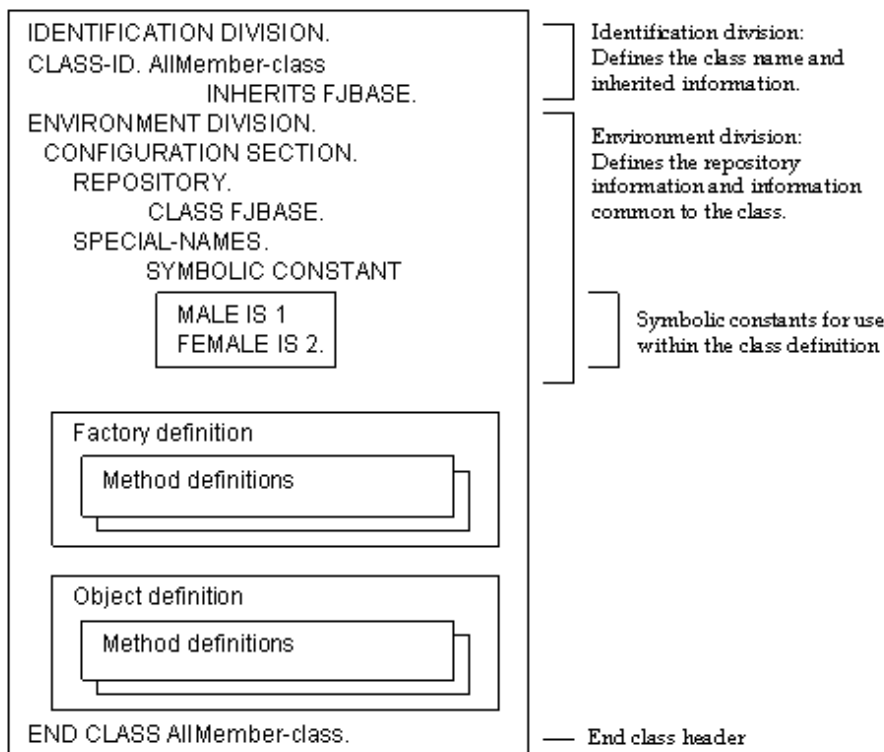 IDENTIFICATION DIVISION.
CLASS-ID. AllMember-class
INHERITS FJBASE.
ENVIRONMENT DIVISION.
CONFIGURATION SECTION.
REPOSITORY.
CLASS FJBASE.
SPECIAL-NAMES.
SYMBOLIC CONSTANT
MALE IS 1
FEMALE IS 2.
Factory definition
Method definitions
Object definition
Method definitions
END CLASS AllMember-class.
Identification division:
Defines the class name and
inherited information.
Environment division:
Defines the repository
information and information
common to the class.
Symbolic constants for use
within the class definition
End class header